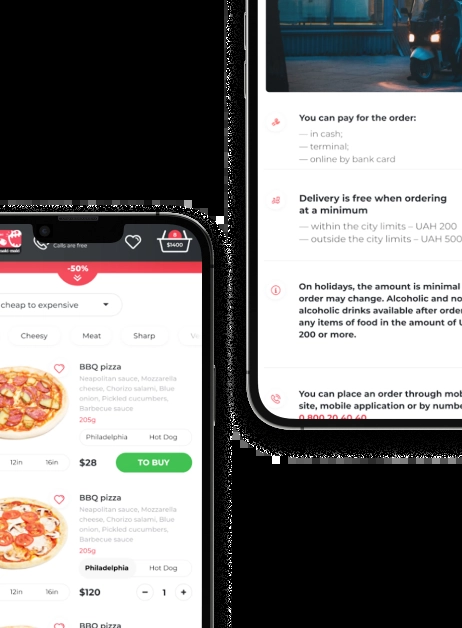 Calls are free
8
$1400
-50%
cheap to expensive
Cheesy
Meat
Sharp
BBQ pizza
Neapolitan sauce, Mozzarella
cheese, Chorizo salami, Blue
onion, Pickled cucumbers,
Barbecue sauce
205g
Philadelphia
Hot Dog
12in
16in
$28
TO BUY
BBQ pizza
Neapolitan sauce, Mozzarella
cheese, Chorizo salami, Blue
onion, Pickled cucumbers,
Barbecue sauce
205g
Philadelphia
Hot Dog
12in
16in
$120
− 1 +
BBQ pizza
You can pay for the order:
— in cash;
— terminal;
— online by bank card
Delivery is free when ordering
at a minimum
— within the city limits – UAH 200
— outside the city limits – UAH 500
On holidays, the amount is minimal
order may change. Alcoholic and no
alcoholic drinks available after order
any items of food in the amount of U
200 or more.
You can place an order through mob
site, mobile application or by numbe
0 800 20 40 40